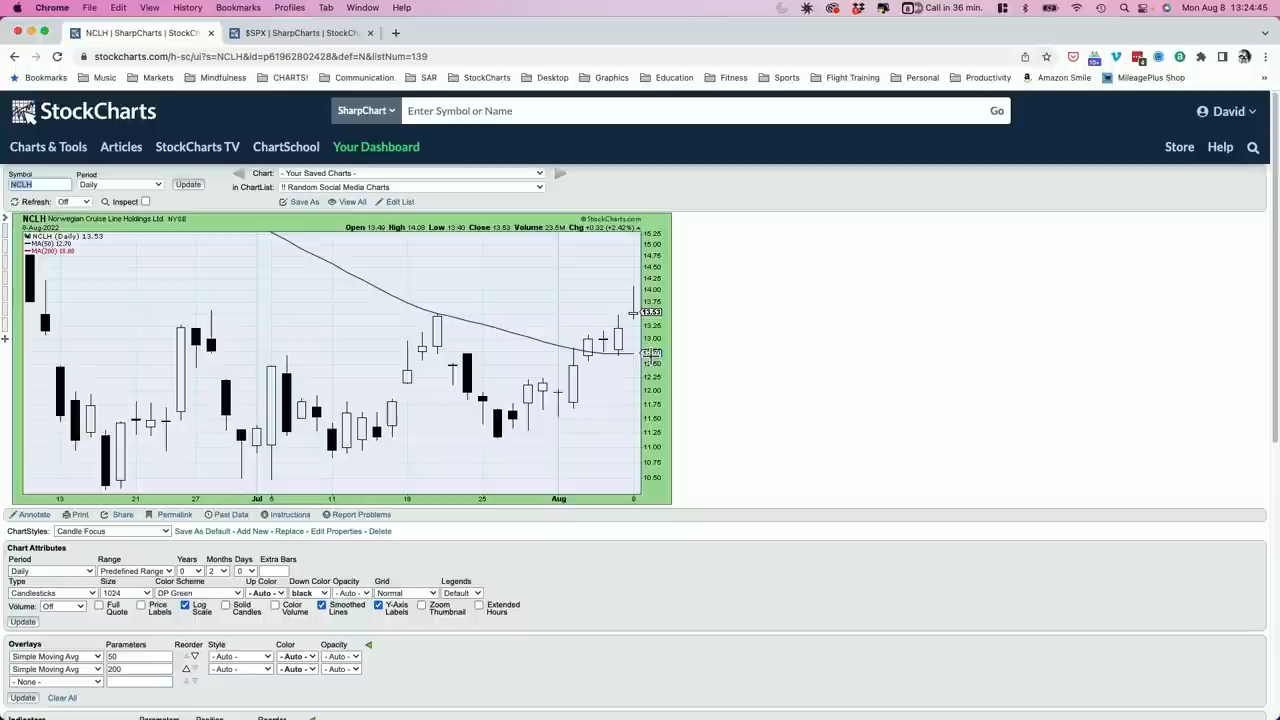 Chrome File Edit View History Bookmarks Profiles Tab Window Help Call in 36 min. Mon Aug 8 13:24:45
NCLH | SharpCharts | StockCh × $SPX | SharpCharts | StockCh × +
stockcharts.com/h-sc/ui?s=NCLH&id=p61962802428&def=N&listNum=139
Bookmarks Music Markets Mindfulness CHARTS! Communication SAR StockCharts Desktop Graphics Education Fitness Sports Flight Training Personal Productivity Amazon Smile MileagePlus Shop »
StockCharts SharpChart Enter Symbol or Name Go David
Charts & Tools Articles StockCharts TV ChartSchool Your Dashboard Store Help
Symbol Period Chart: - Your Saved Charts -
NCLH Daily Update in ChartList: !! Random Social Media Charts
Refresh: Off Inspect Save As View All Edit List
NCLH Norwegian Cruise Line Holdings Ltd. NYSE © StockCharts.com
8-Aug-2022 Open 13.49 High 14.08 Low 13.40 Close 13.53 Volume 23.5M Chg +0.32 (+2.42%)
NCLH (Daily) 13.53
MA(50) 12.70
15.25
15.00
14.75
14.50
14.25
14.00
13.75
13.53
13.25
13.00
12.50
12.25
12.00
11.75
11.50
11.25
11.00
10.75
10.50
13 21 27 Jul 5 11 18 25 Aug 8
Annotate Print Share Permalink Past Data Instructions Report Problems
ChartStyles: Candle Focus Save As Default - Add New - Replace - Edit Properties - Delete
Chart Attributes
Period Range Years Months Days Extra Bars
Daily Predefined Range 0 2 0
Type Size Color Scheme Up Color Down Color Opacity Grid Legends
Candlesticks 1024 DP Green - Auto - black - Auto - Normal Default
Volume: Off Full Quote Price Labels Log Scale Solid Candles Color Volume Smoothed Lines Y-Axis Labels Zoom Thumbnail Extended Hours
Update
Overlays Parameters Reorder Style Color Opacity
Simple Moving Avg 50 - Auto - - Auto - - Auto -
Simple Moving Avg 200 - Auto - - Auto - - Auto -
- None -
Update Clear All
Indicators Parameters Position Reorder